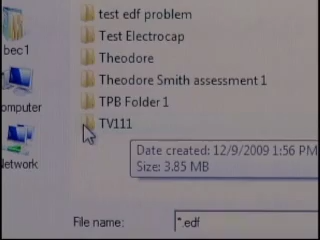 test edf problem
Test Electrocap
bec1
Theodore
Theodore Smith assessment 1
omputer
TPB Folder 1
TV111
Date created: 12/9/2009 1:56 PM
Size: 3.85 MB
Network
File name:
*.edf